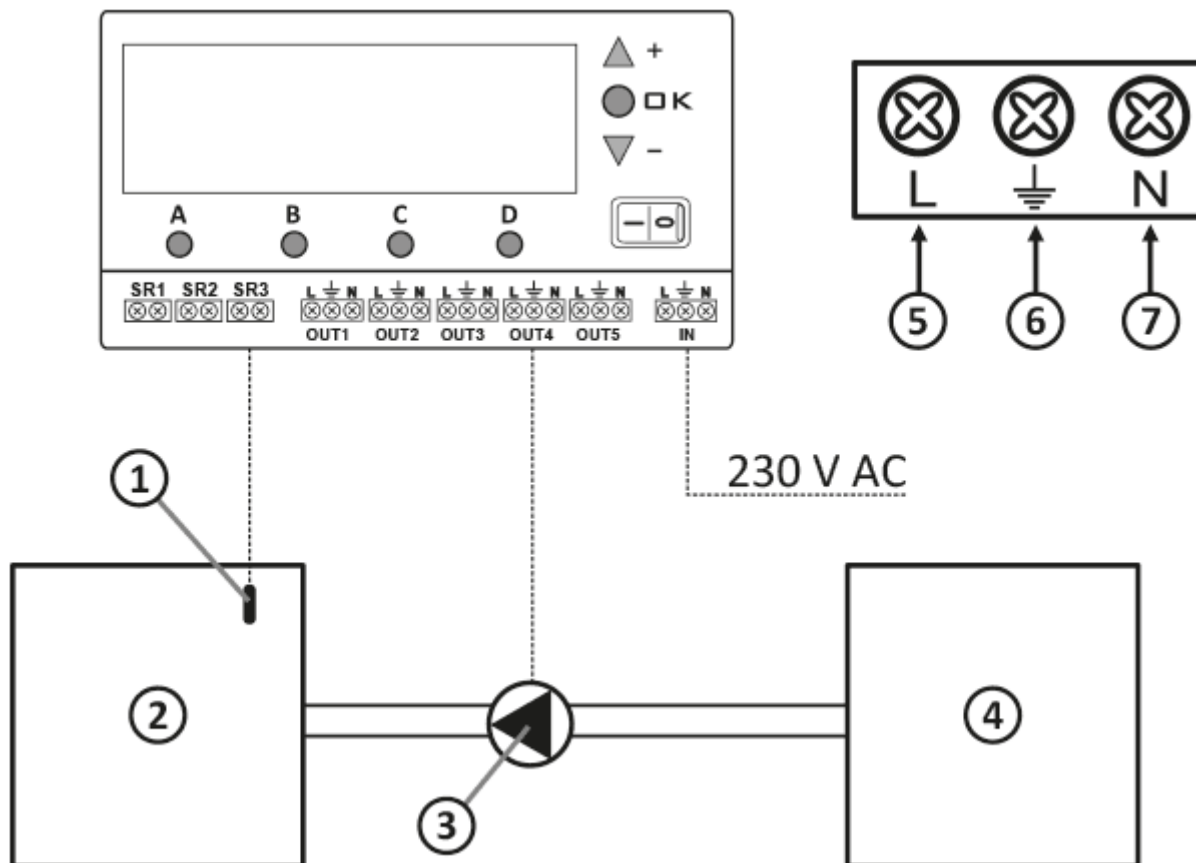 +
OK
−
A B C D
I 0
SR1 SR2 SR3
L N L N L N L N L N L N
OUT1 OUT2 OUT3 OUT4 OUT5 IN
L N
5 6 7
230 V AC
1
2
4
3